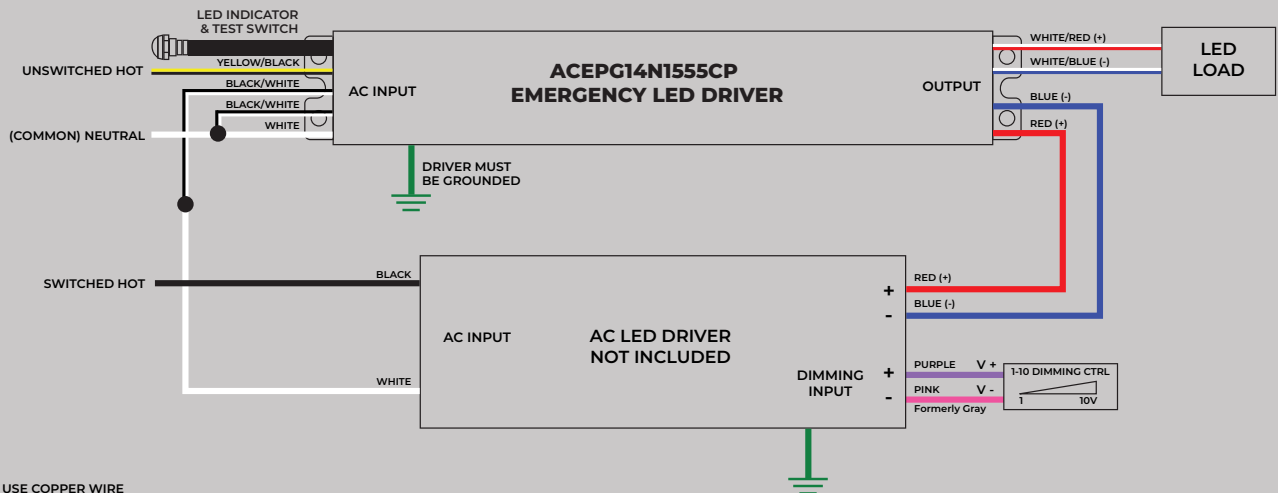 LED INDICATOR
& TEST SWITCH
UNSWITCHED HOT
YELLOW/BLACK
BLACK/WHITE
BLACK/WHITE
(COMMON) NEUTRAL
WHITE
AC INPUT
ACEPG14N1555CP
EMERGENCY LED DRIVER
OUTPUT
WHITE/RED (+)
WHITE/BLUE (-)
BLUE (-)
RED (+)
LED
LOAD
DRIVER MUST
BE GROUNDED
SWITCHED HOT
BLACK
WHITE
AC INPUT
AC LED DRIVER
NOT INCLUDED
+
-
RED (+)
BLUE (-)
DIMMING
INPUT
+
-
PURPLE V +
PINK V -
Formerly Gray
1-10 DIMMING CTRL
1 10V
USE COPPER WIRE